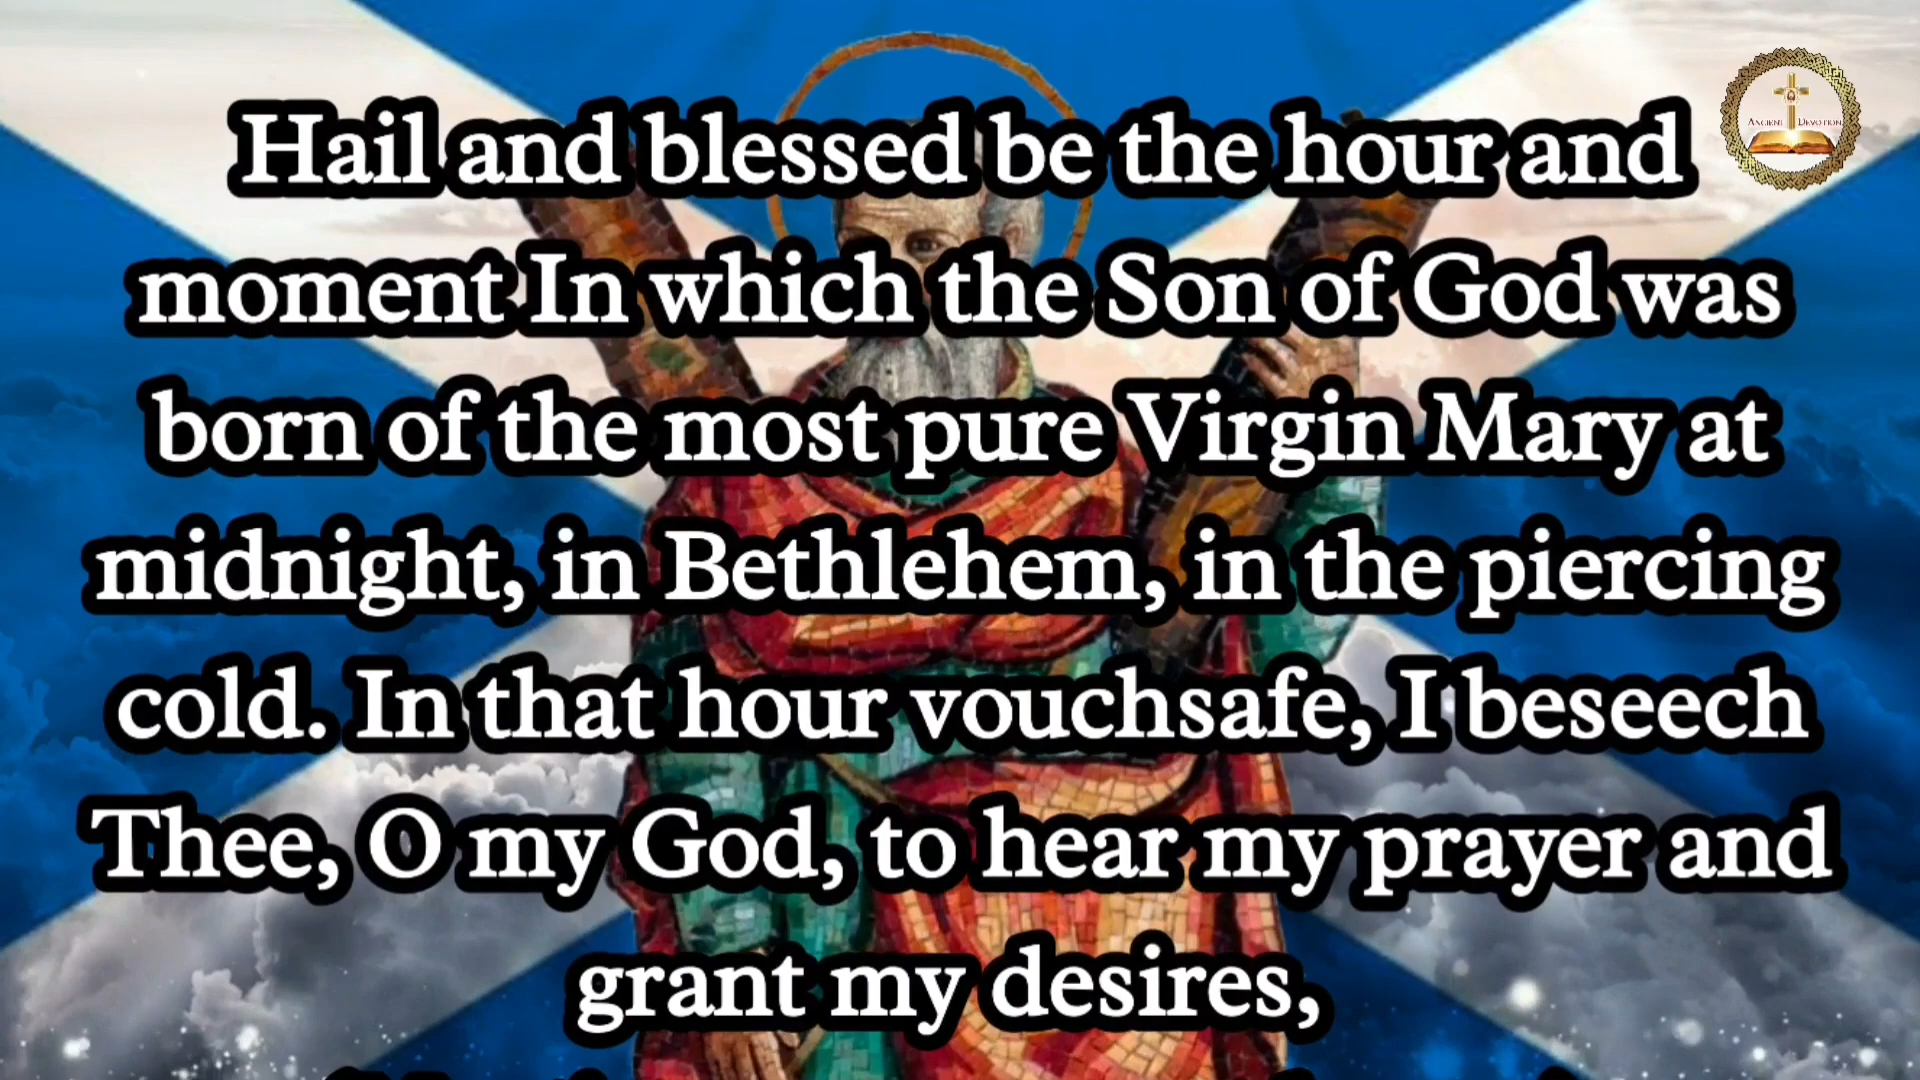 Hail and blessed be the hour and
moment In which the Son of God was
born of the most pure Virgin Mary at
midnight, in Bethlehem, in the piercing
cold. In that hour vouchsafe, I beseech
Thee, O my God, to hear my prayer and
grant my desires,
ANCIENT DEVOTION